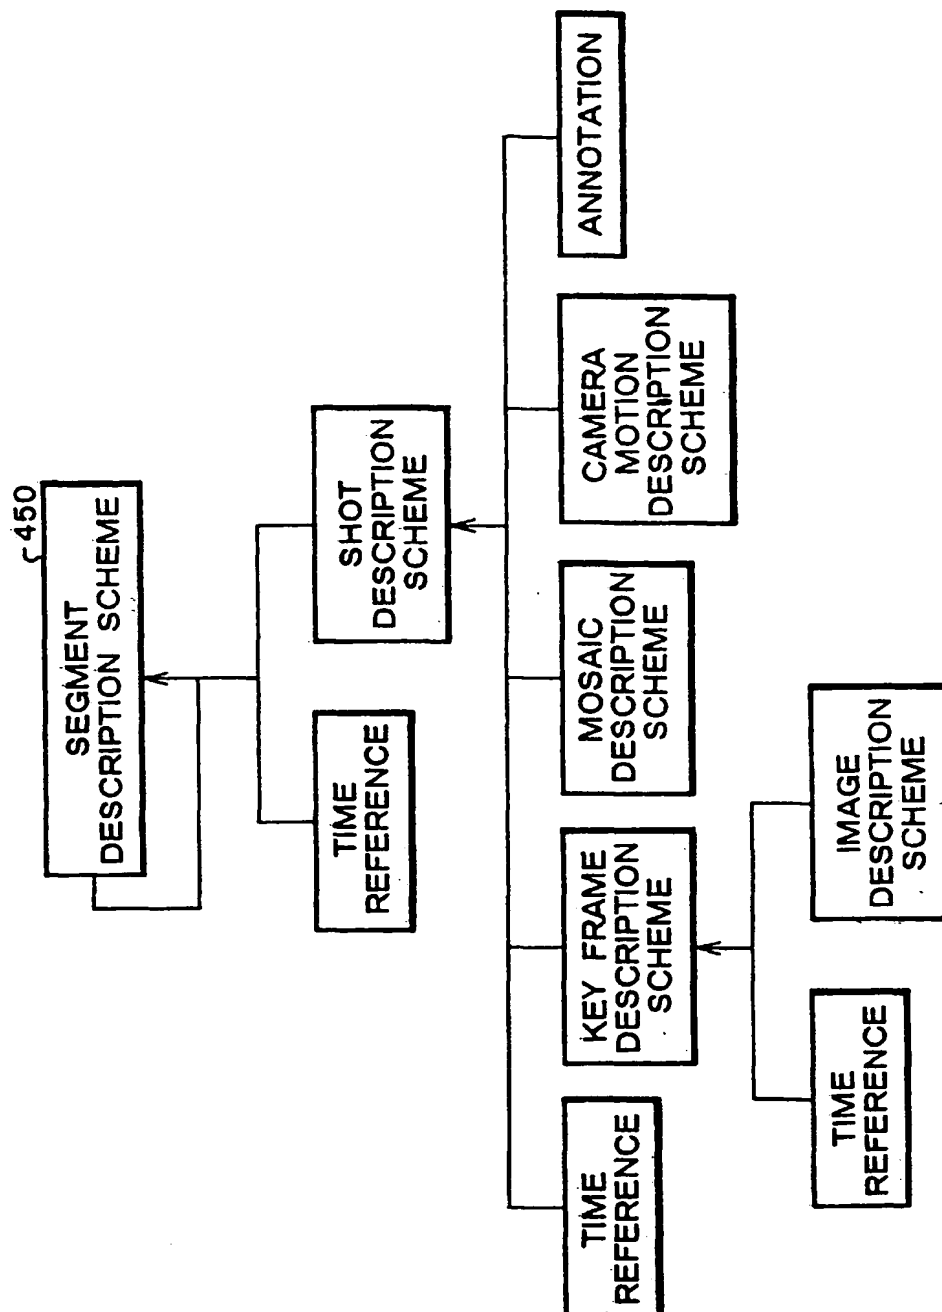 450
SEGMENT
DESCRIPTION SCHEME
TIME
REFERENCE
SHOT
DESCRIPTION
SCHEME
TIME
REFERENCE
KEY FRAME
DESCRIPTION
SCHEME
MOSAIC
DESCRIPTION
SCHEME
CAMERA
MOTION
DESCRIPTION
SCHEME
ANNOTATION
TIME
REFERENCE
IMAGE
DESCRIPTION
SCHEME